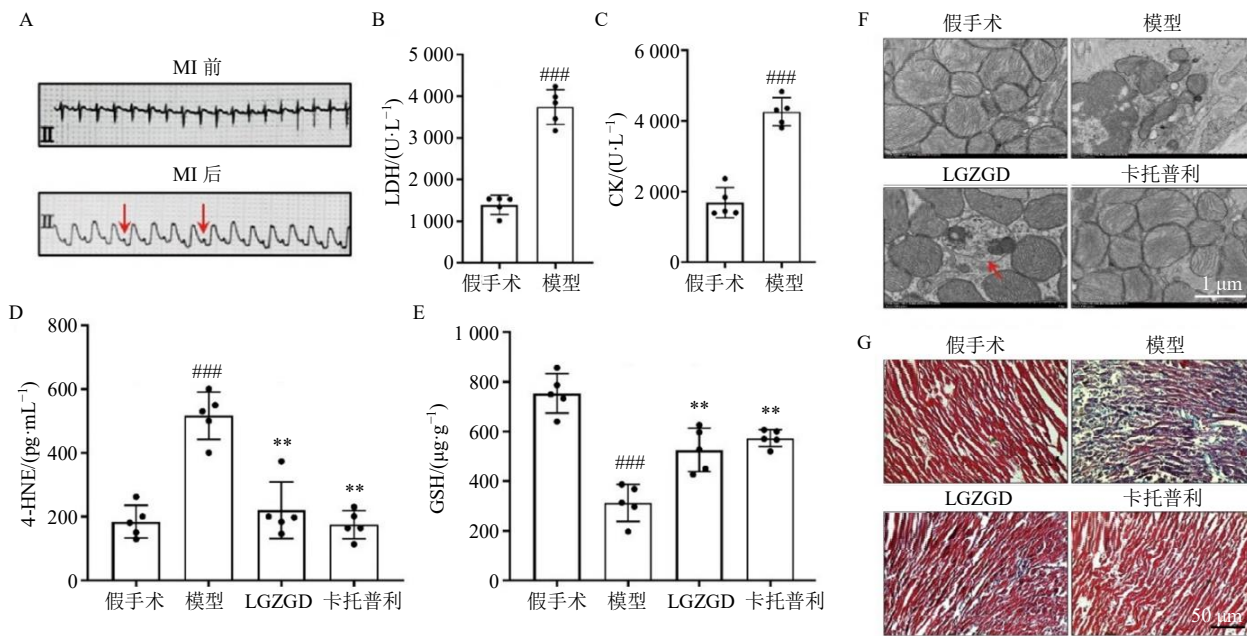 A
MI 前
II
MI 后
II
B
LDH/(U·L⁻¹)
5 000
4 000
3 000
2 000
1 000
0
###
假手术
模型
C
CK/(U·L⁻¹)
6 000
4 000
2 000
0
###
假手术
模型
D
4-HNE/(pg·mL⁻¹)
800
600
400
200
0
###
**
**
假手术
模型
LGZGD
卡托普利
E
GSH/(μg·g⁻¹)
1 000
800
600
400
200
0
###
**
**
假手术
模型
LGZGD
卡托普利
F
假手术
模型
LGZGD
卡托普利
1 μm
G
假手术
模型
LGZGD
卡托普利
50 μm